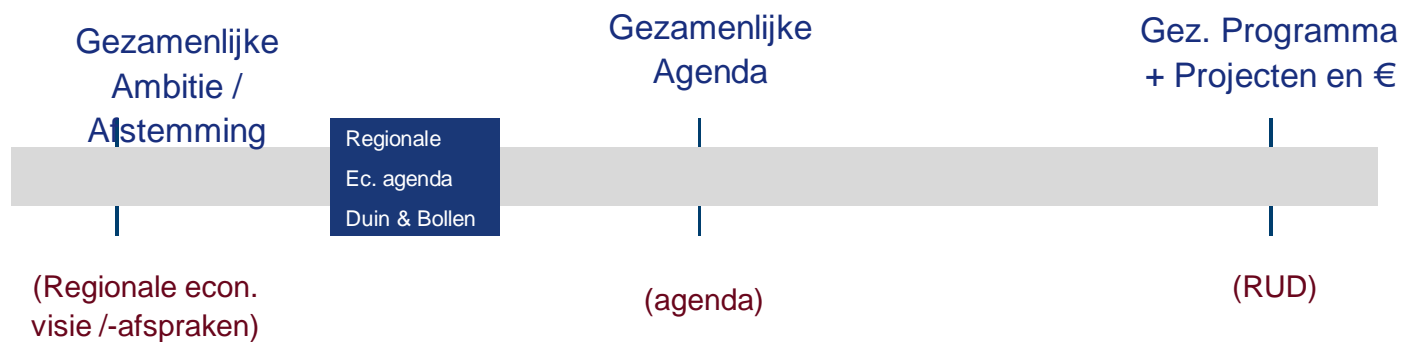 Gezamenlijke
Ambitie /
Afstemming
Gezamenlijke
Agenda
Gez. Programma
+ Projecten en €
Regionale
Ec. agenda
Duin & Bollen
(Regionale econ.
visie /-afspraken)
(agenda)
(RUD)